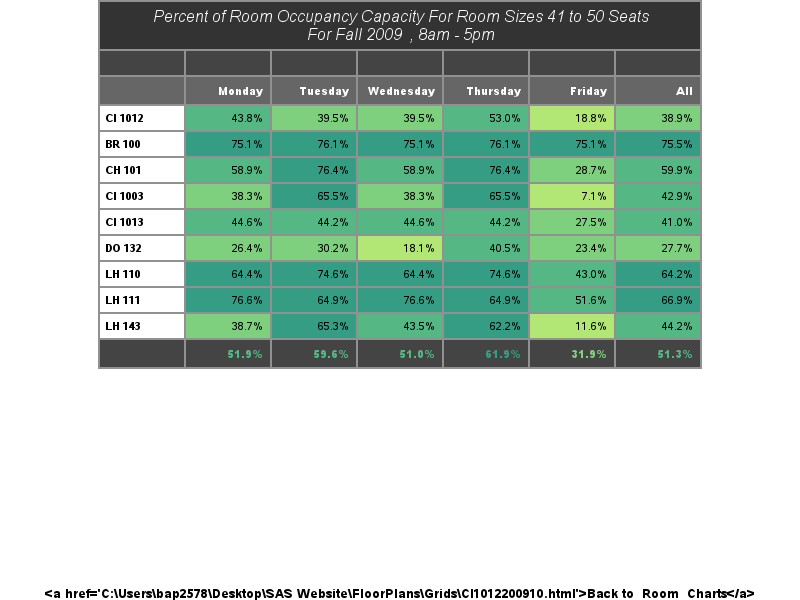 Percent of Room Occupancy Capacity For Room Sizes 41 to 50 Seats
For Fall 2009 , 8am - 5pm
Monday Tuesday Wednesday Thursday Friday All
CI 1012 43.8% 39.5% 39.5% 53.0% 18.8% 38.9%
BR 100 75.1% 76.1% 75.1% 76.1% 75.1% 75.5%
CH 101 58.9% 76.4% 58.9% 76.4% 28.7% 59.9%
CI 1003 38.3% 65.5% 38.3% 65.5% 7.1% 42.9%
CI 1013 44.6% 44.2% 44.6% 44.2% 27.5% 41.0%
DO 132 26.4% 30.2% 18.1% 40.5% 23.4% 27.7%
LH 110 64.4% 74.6% 64.4% 74.6% 43.0% 64.2%
LH 111 76.6% 64.9% 76.6% 64.9% 51.6% 66.9%
LH 143 38.7% 65.3% 43.5% 62.2% 11.6% 44.2%
51.9% 59.6% 51.0% 61.9% 31.9% 51.3%
<a href='C:\Users\bap2578\Desktop\SAS Website\FloorPlans\Grids\CI1012200910.html'>Back to Room Charts</a>